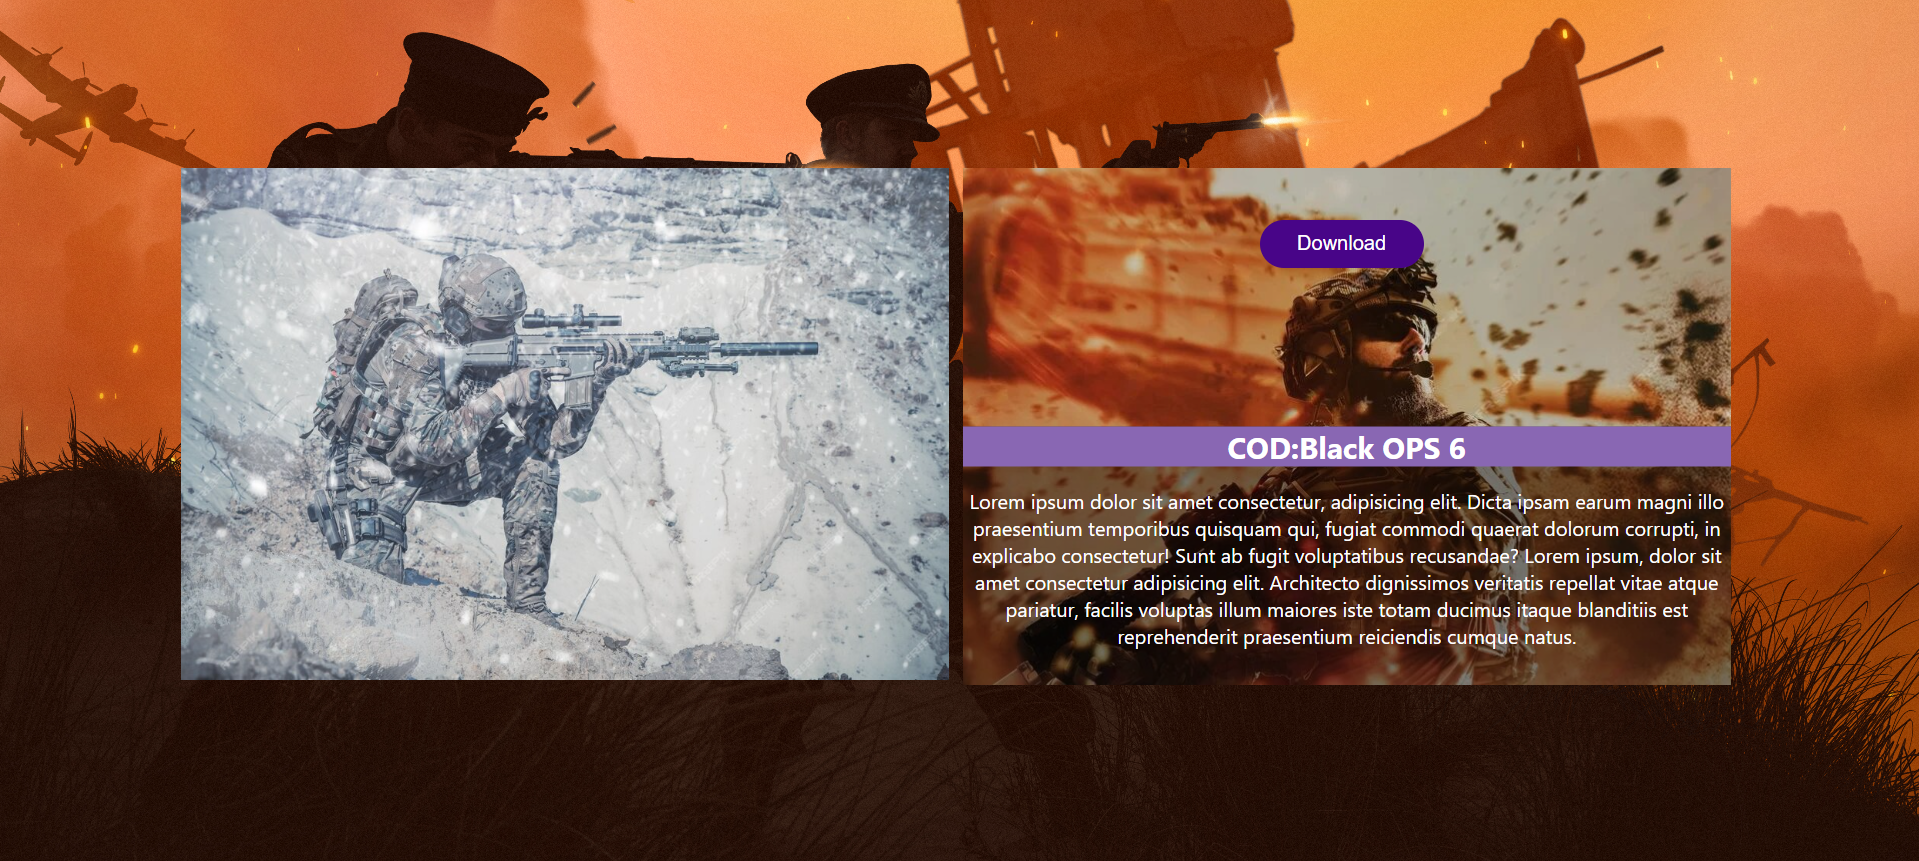 Download
COD:Black OPS 6
Lorem ipsum dolor sit amet consectetur, adipisicing elit. Dicta ipsam earum magni illo
praesentium temporibus quisquam qui, fugiat commodi quaerat dolorum corrupti, in
explicabo consectetur! Sunt ab fugit voluptatibus recusandae? Lorem ipsum, dolor sit
amet consectetur adipisicing elit. Architecto dignissimos veritatis repellat vitae atque
pariatur, facilis voluptas illum maiores iste totam ducimus itaque blanditiis est
reprehenderit praesentium reiciendis cumque natus.